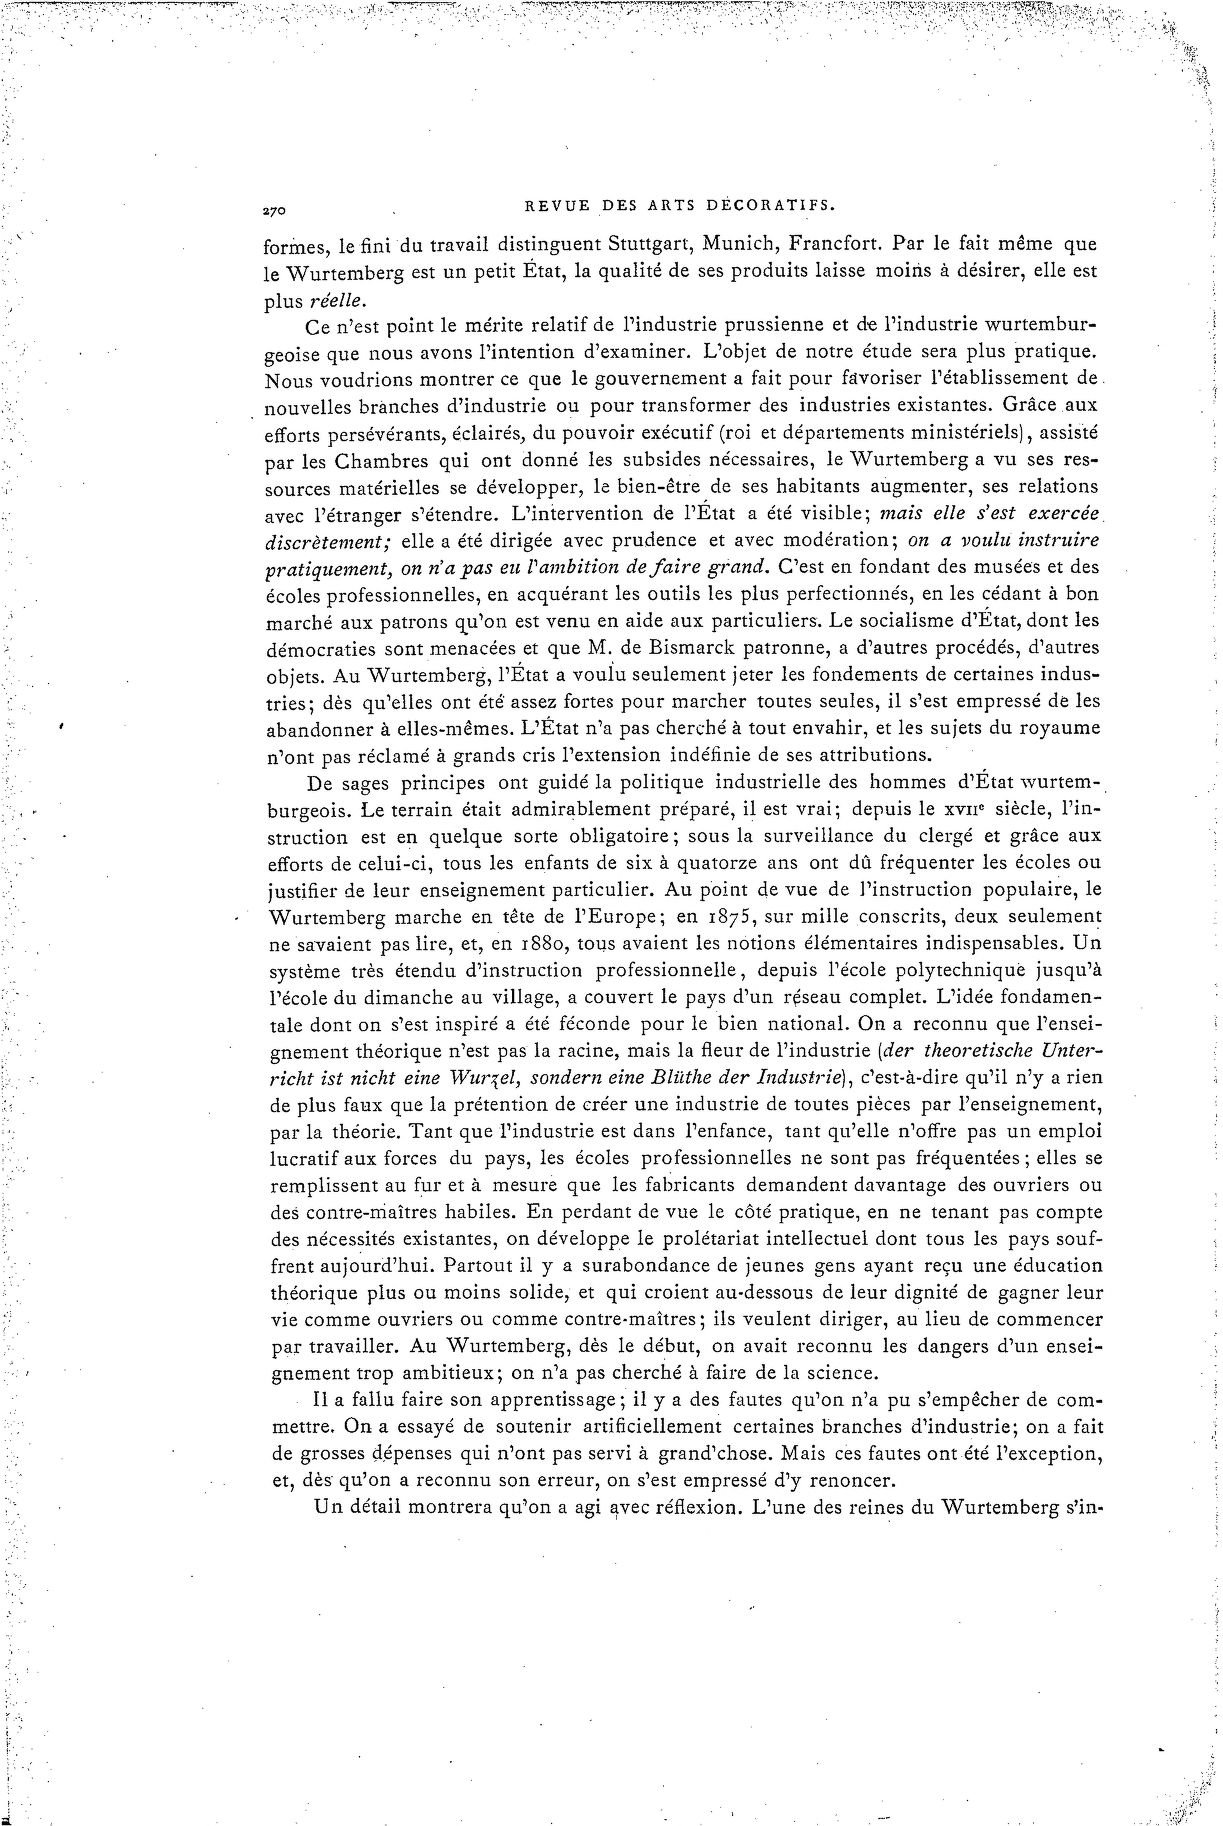 270
REVUE DES ARTS DÉCORATIFS.
formes, le fini du travail distinguent Stuttgart, Munich, Francfort. Par le fait même que
le Wurtemberg est un petit État, la qualité de ses produits laisse moins à désirer, elle est
plus réelle.
Ce n'est point le mérite relatif de l'industrie prussienne et de l'industrie wurtembur-
geoise que nous avons l'intention d'examiner. L'objet de notre étude sera plus pratique.
Nous voudrions montrer ce que le gouvernement a fait pour favoriser l'établissement de
nouvelles branches d'industrie ou pour transformer des industries existantes. Grâce aux
efforts persévérants, éclairés, du pouvoir exécutif (roi et départements ministériels), assisté
par les Chambres qui ont donné les subsides nécessaires, le Wurtemberg a vu ses res-
sources matérielles se développer, le bien-être de ses habitants augmenter, ses relations
avec l'étranger s'étendre. L'intervention de l'État a été visible; mais elle s'est exercée
discrètement; elle a été dirigée avec prudence et avec modération; on a voulu instruire
pratiquement, on n'a pas eu l'ambition de faire grand. C'est en fondant des musées et des
écoles professionnelles, en acquérant les outils les plus perfectionnés, en les cédant à bon
marché aux patrons qu'on est venu en aide aux particuliers. Le socialisme d'État, dont les
démocraties sont menacées et que M. de Bismarck patronne, a d'autres procédés, d'autres
objets. Au Wurtemberg, l'État a voulu seulement jeter les fondements de certaines indus-
tries; dès qu'elles ont été assez fortes pour marcher toutes seules, il s'est empressé de les
abandonner à elles-mêmes. L'État n'a pas cherché à tout envahir, et les sujets du royaume
n'ont pas réclamé à grands cris l'extension indéfinie de ses attributions.
De sages principes ont guidé la politique industrielle des hommes d'État wurtem-
burgeois. Le terrain était admirablement préparé, il est vrai; depuis le XVIIe siècle, l'in-
struction est en quelque sorte obligatoire; sous la surveillance du clergé et grâce aux
efforts de celui-ci, tous les enfants de six à quatorze ans ont dû fréquenter les écoles ou
justifier de leur enseignement particulier. Au point de vue de l'instruction populaire, le
Wurtemberg marche en tête de l'Europe; en 1875, sur mille conscrits, deux seulement
ne savaient pas lire, et, en 1880, tous avaient les notions élémentaires indispensables. Un
système très étendu d'instruction professionnelle, depuis l'école polytechnique jusqu'à
l'école du dimanche au village, a couvert le pays d'un réseau complet. L'idée fondamen-
tale dont on s'est inspiré a été féconde pour le bien national. On a reconnu que l'ensei-
gnement théorique n'est pas la racine, mais la fleur de l'industrie (der theoretische Unter-
richt ist nicht eine Wurzel, sondern eine Blüthe der Industrie), c'est-à-dire qu'il n'y a rien
de plus faux que la prétention de créer une industrie de toutes pièces par l'enseignement,
par la théorie. Tant que l'industrie est dans l'enfance, tant qu'elle n'offre pas un emploi
lucratif aux forces du pays, les écoles professionnelles ne sont pas fréquentées; elles se
remplissent au fur et à mesure que les fabricants demandent davantage des ouvriers ou
des contre-maîtres habiles. En perdant de vue le côté pratique, en ne tenant pas compte
des nécessités existantes, on développe le prolétariat intellectuel dont tous les pays souf-
frent aujourd'hui. Partout il y a surabondance de jeunes gens ayant reçu une éducation
théorique plus ou moins solide, et qui croient au-dessous de leur dignité de gagner leur
vie comme ouvriers ou comme contre-maîtres; ils veulent diriger, au lieu de commencer
par travailler. Au Wurtemberg, dès le début, on avait reconnu les dangers d'un ensei-
gnement trop ambitieux; on n'a pas cherché à faire de la science.
Il a fallu faire son apprentissage; il y a des fautes qu'on n'a pu s'empêcher de com-
mettre. On a essayé de soutenir artificiellement certaines branches d'industrie; on a fait
de grosses dépenses qui n'ont pas servi à grand'chose. Mais ces fautes ont été l'exception,
et, dès qu'on a reconnu son erreur, on s'est empressé d'y renoncer.
Un détail montrera qu'on a agi avec réflexion. L'une des reines du Wurtemberg s'in-